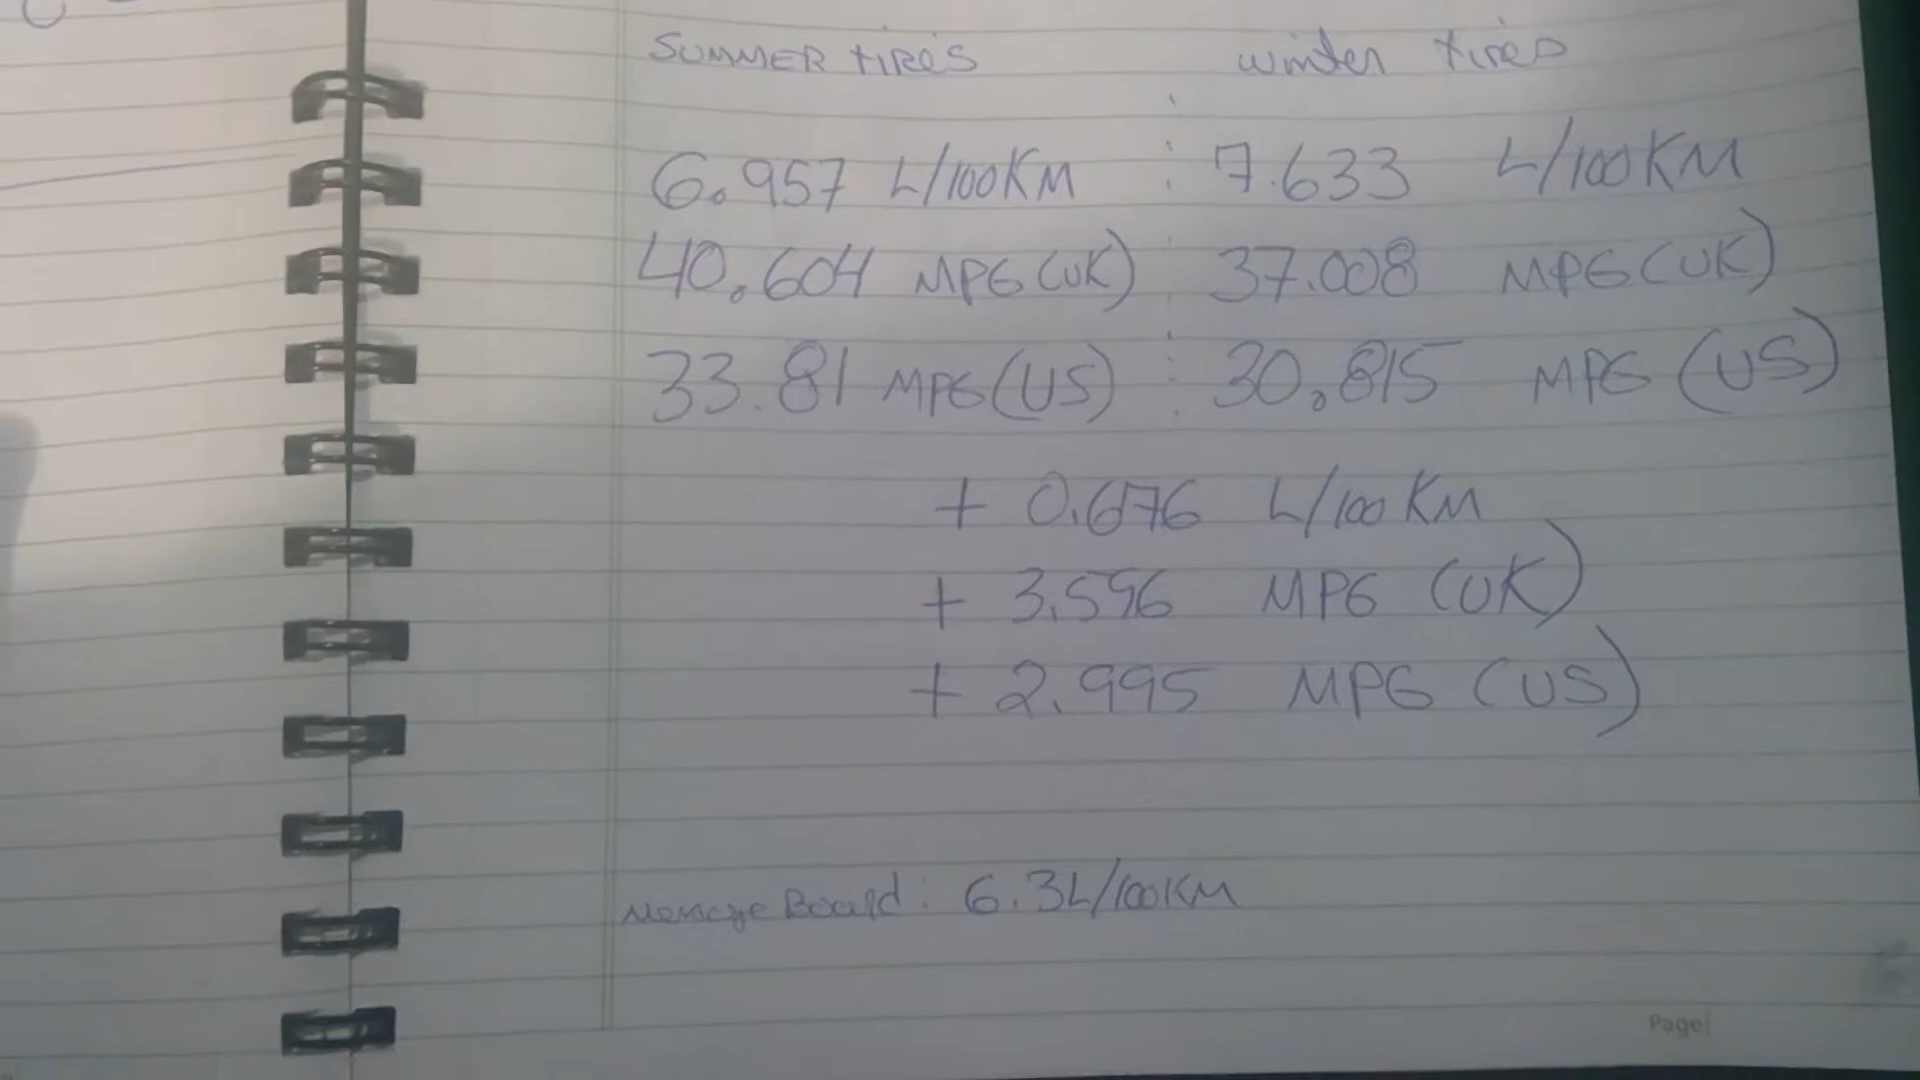 SUMMER tires winter tires
6.957 L/100KM : 7.633 L/100KM
40.604 MPG (UK) : 37.008 MPG (UK)
33.81 MPG (US) : 30.815 MPG (US)
+ 0.676 L/100 KM
+ 3.596 MPG (UK)
+ 2.995 MPG (US)
Board : 6.3L/100KM
Page